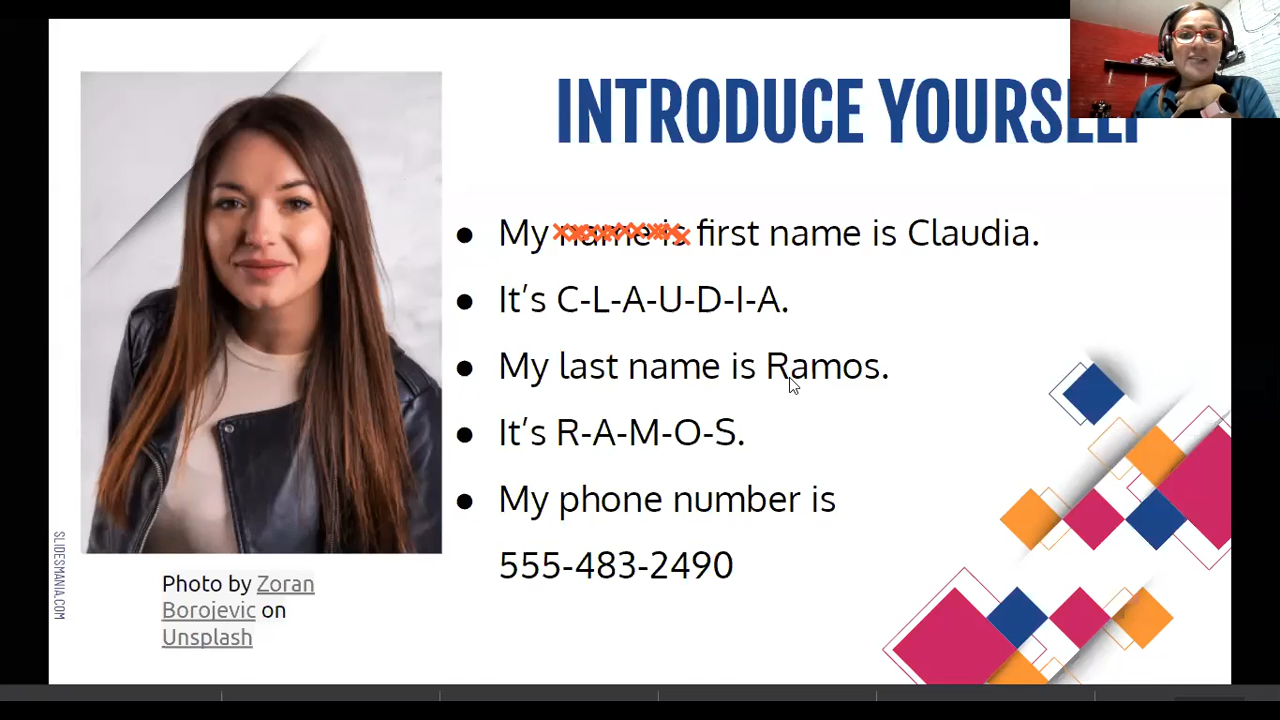 INTRODUCE YOURSELF
My name is first name is Claudia.
It's C-L-A-U-D-I-A.
My last name is Ramos.
It's R-A-M-O-S.
My phone number is
555-483-2490
Photo by Zoran
Borojevic on
Unsplash
SLIDESMANIA.COM